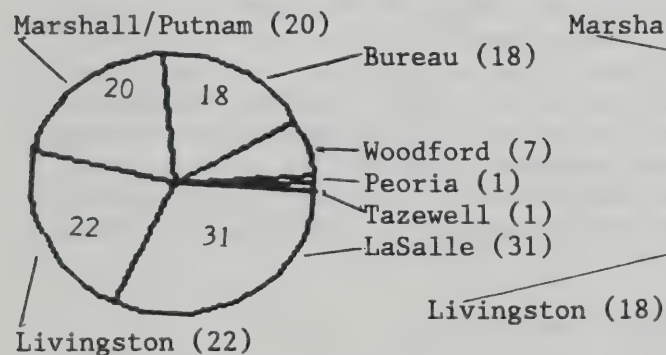 Marshall/Putnam (20)
Marsha
Bureau (18)
20
18
Woodford (7)
Peoria (1)
Tazewell (1)
22
31
LaSalle (31)
Livingston (18)
Livingston (22)